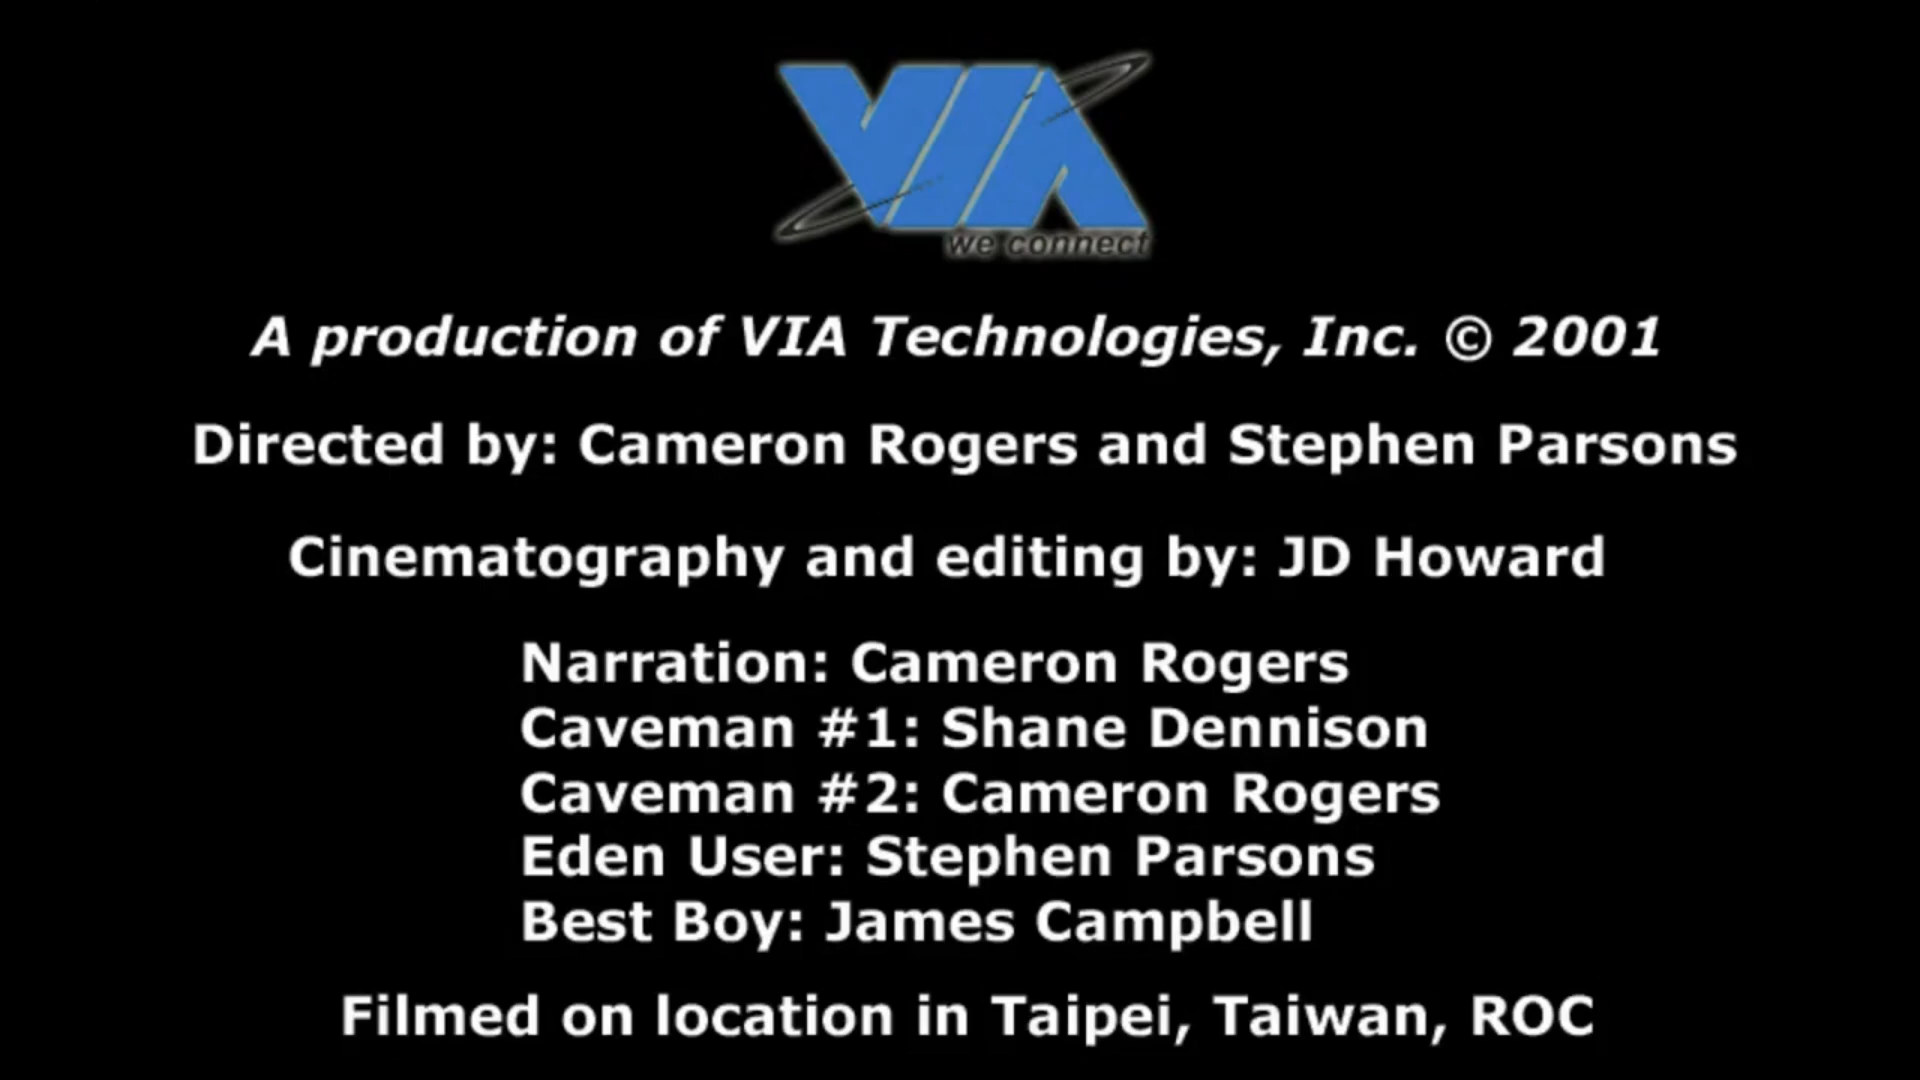 VIA
we connect
A production of VIA Technologies, Inc. © 2001
Directed by: Cameron Rogers and Stephen Parsons
Cinematography and editing by: JD Howard
Narration: Cameron Rogers
Caveman #1: Shane Dennison
Caveman #2: Cameron Rogers
Eden User: Stephen Parsons
Best Boy: James Campbell
Filmed on location in Taipei, Taiwan, ROC